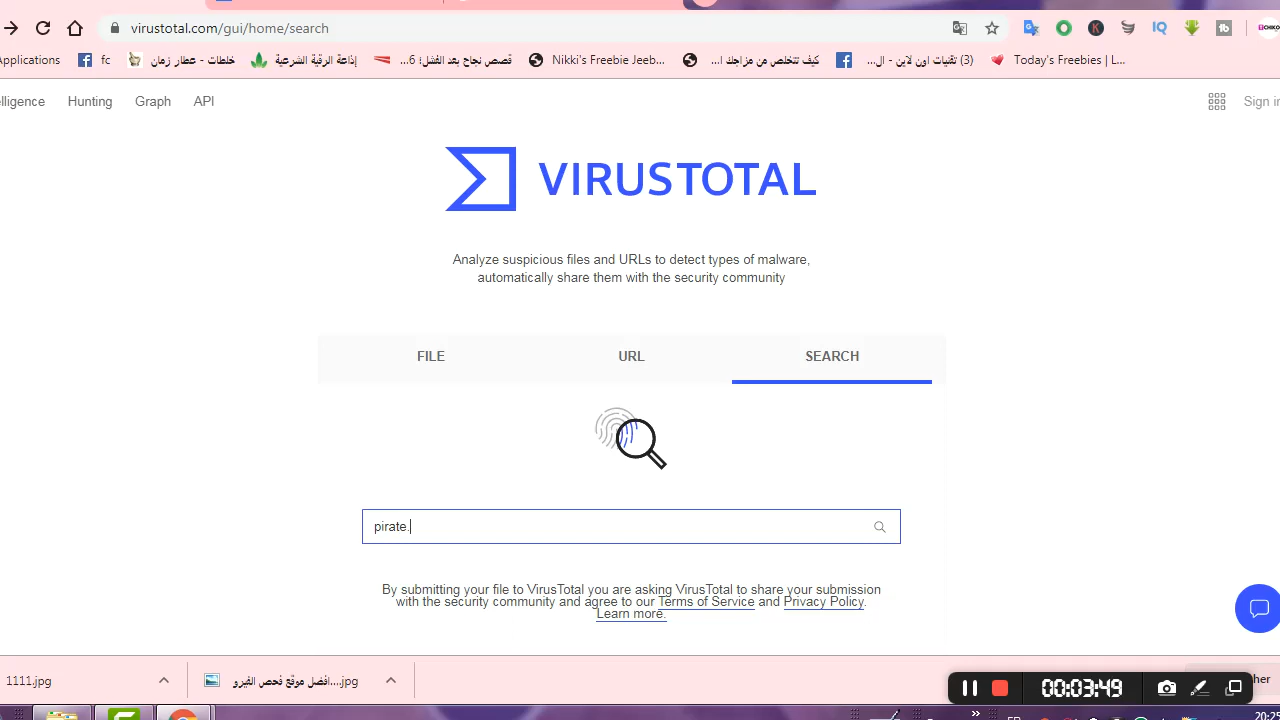 virustotal.com/gui/home/search
Applications
fc
خلطات - عطار زمان
إذاعة الرقية الشرعية
قصص نجاح بعد الفشل؛ 6...
Nikki's Freebie Jeeb...
كيف تتخلص من مزاجك ا...
(3) تقنيات اون لاين - ال...
Today's Freebies | L...
elligence
Hunting
Graph
API
Sign in
VIRUSTOTAL
Analyze suspicious files and URLs to detect types of malware,
automatically share them with the security community
FILE
URL
SEARCH
pirate.
By submitting your file to VirusTotal you are asking VirusTotal to share your submission
with the security community and agree to our Terms of Service and Privacy Policy.
Learn more.
1111.jpg
افضل موقع فحص الفيرو....jpg
00:03:49
her
FR
20:25